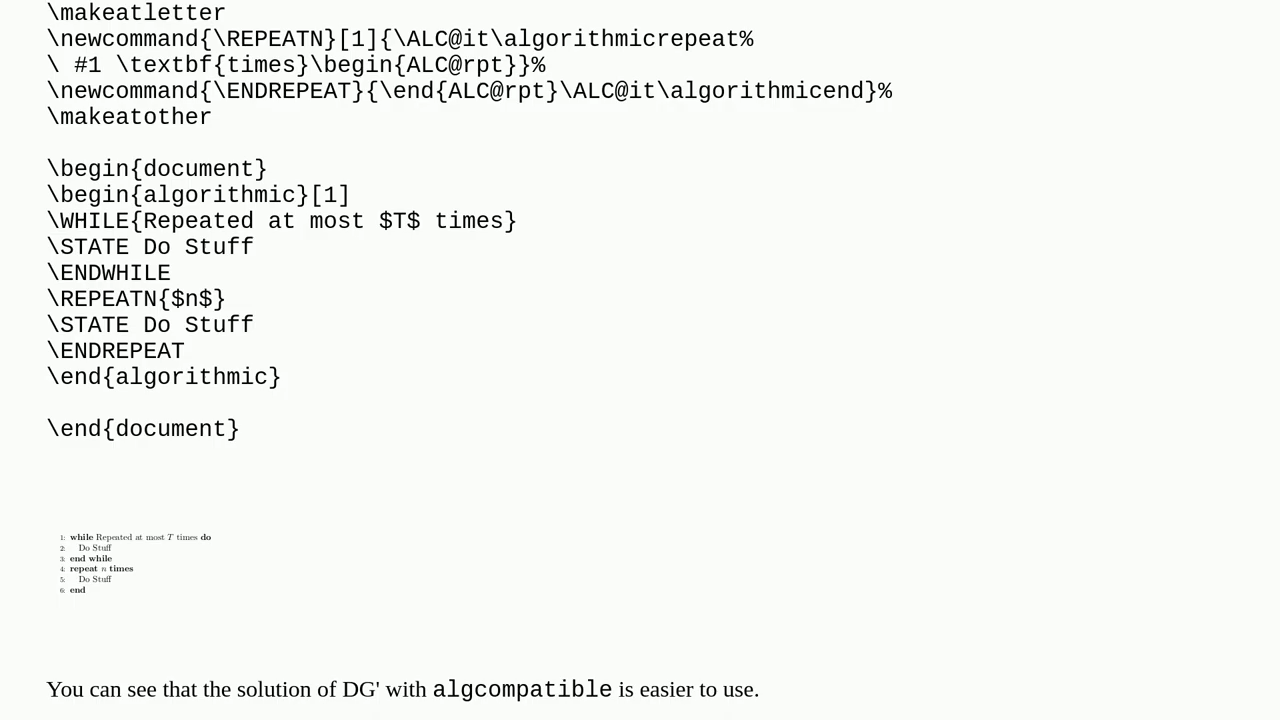 \makeatletter
\newcommand{\REPEATN}[1]{\ALC@it\algorithmicrepeat%
\ #1 \textbf{times}\begin{ALC@rpt}}%
\newcommand{\ENDREPEAT}{\end{ALC@rpt}\ALC@it\algorithmicend}%
\makeatother
\begin{document}
\begin{algorithmic}[1]
\WHILE{Repeated at most $T$ times}
\STATE Do Stuff
\ENDWHILE
\REPEATN{$n$}
\STATE Do Stuff
\ENDREPEAT
\end{algorithmic}
\end{document}
1: while Repeated at most T times do
2: Do Stuff
3: end while
4: repeat n times
5: Do Stuff
6: end
You can see that the solution of DG' with algcompatible is easier to use.